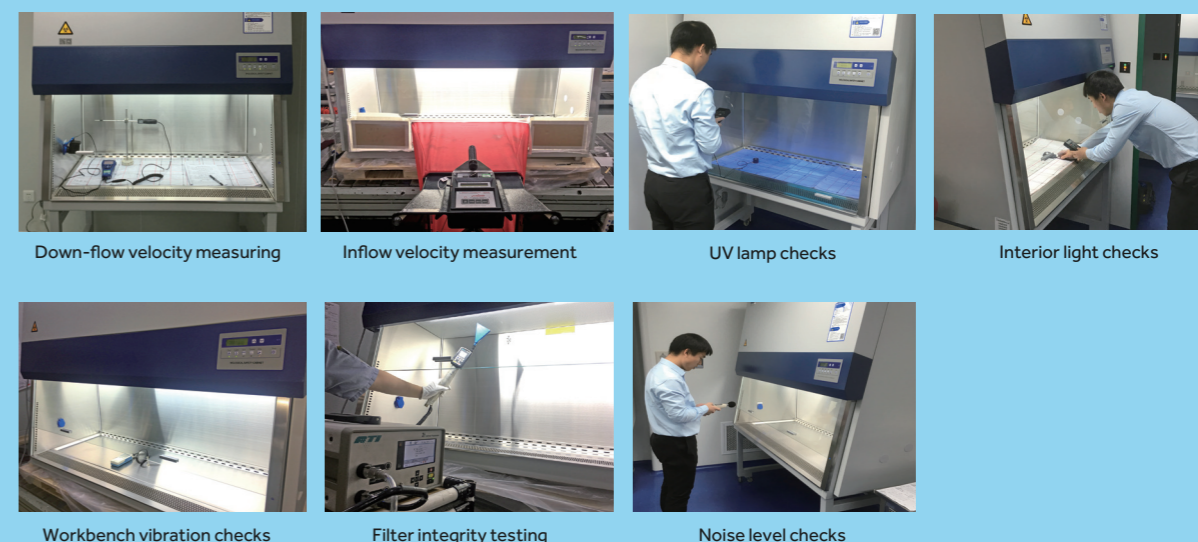 Down-flow velocity measuring
Inflow velocity measurement
UV lamp checks
Interior light checks
ATI
Workbench vibration checks
Filter integrity testing
Noise level checks